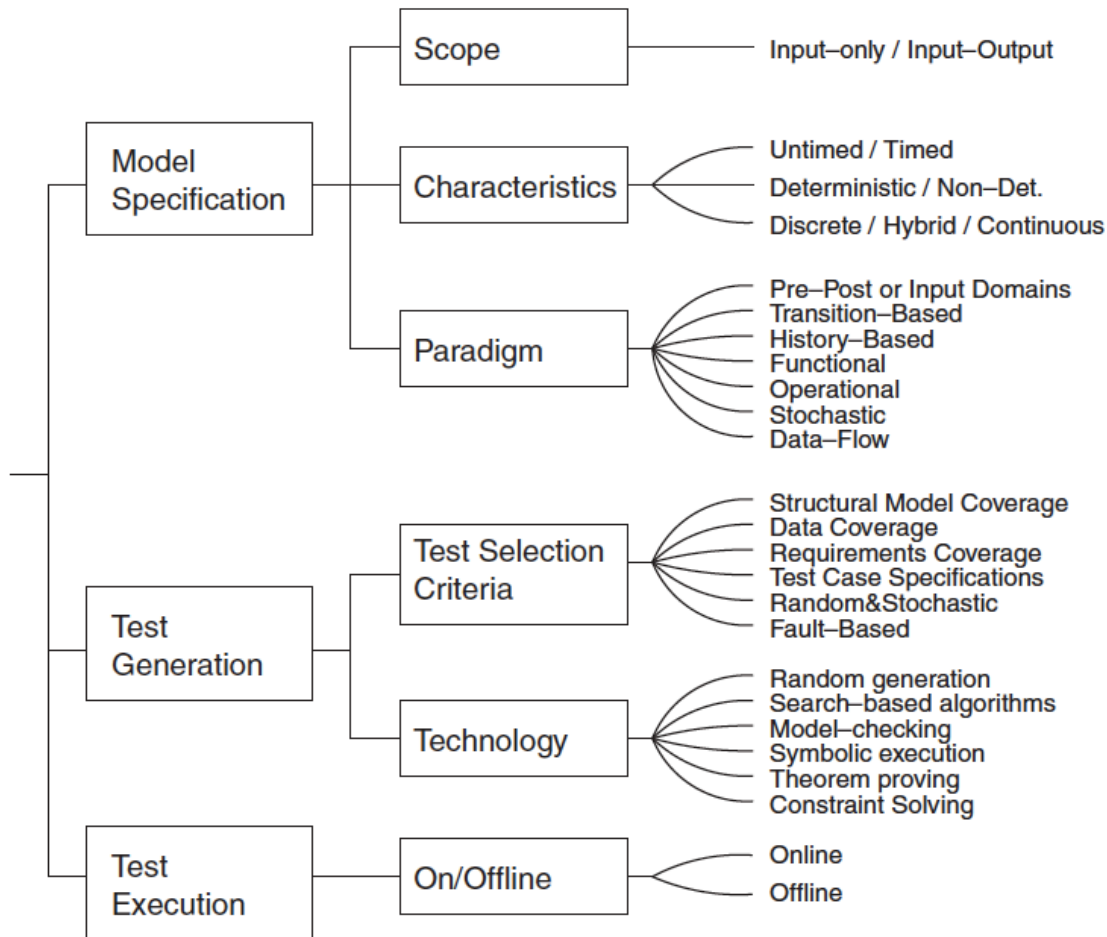 Scope
Input–only / Input–Output
Model
Specification
Characteristics
Untimed / Timed
Deterministic / Non–Det.
Discrete / Hybrid / Continuous
Paradigm
Pre–Post or Input Domains
Transition–Based
History–Based
Functional
Operational
Stochastic
Data–Flow
Test
Generation
Test Selection
Criteria
Structural Model Coverage
Data Coverage
Requirements Coverage
Test Case Specifications
Random&Stochastic
Fault–Based
Technology
Random generation
Search–based algorithms
Model–checking
Symbolic execution
Theorem proving
Constraint Solving
Test
Execution
On/Offline
Online
Offline